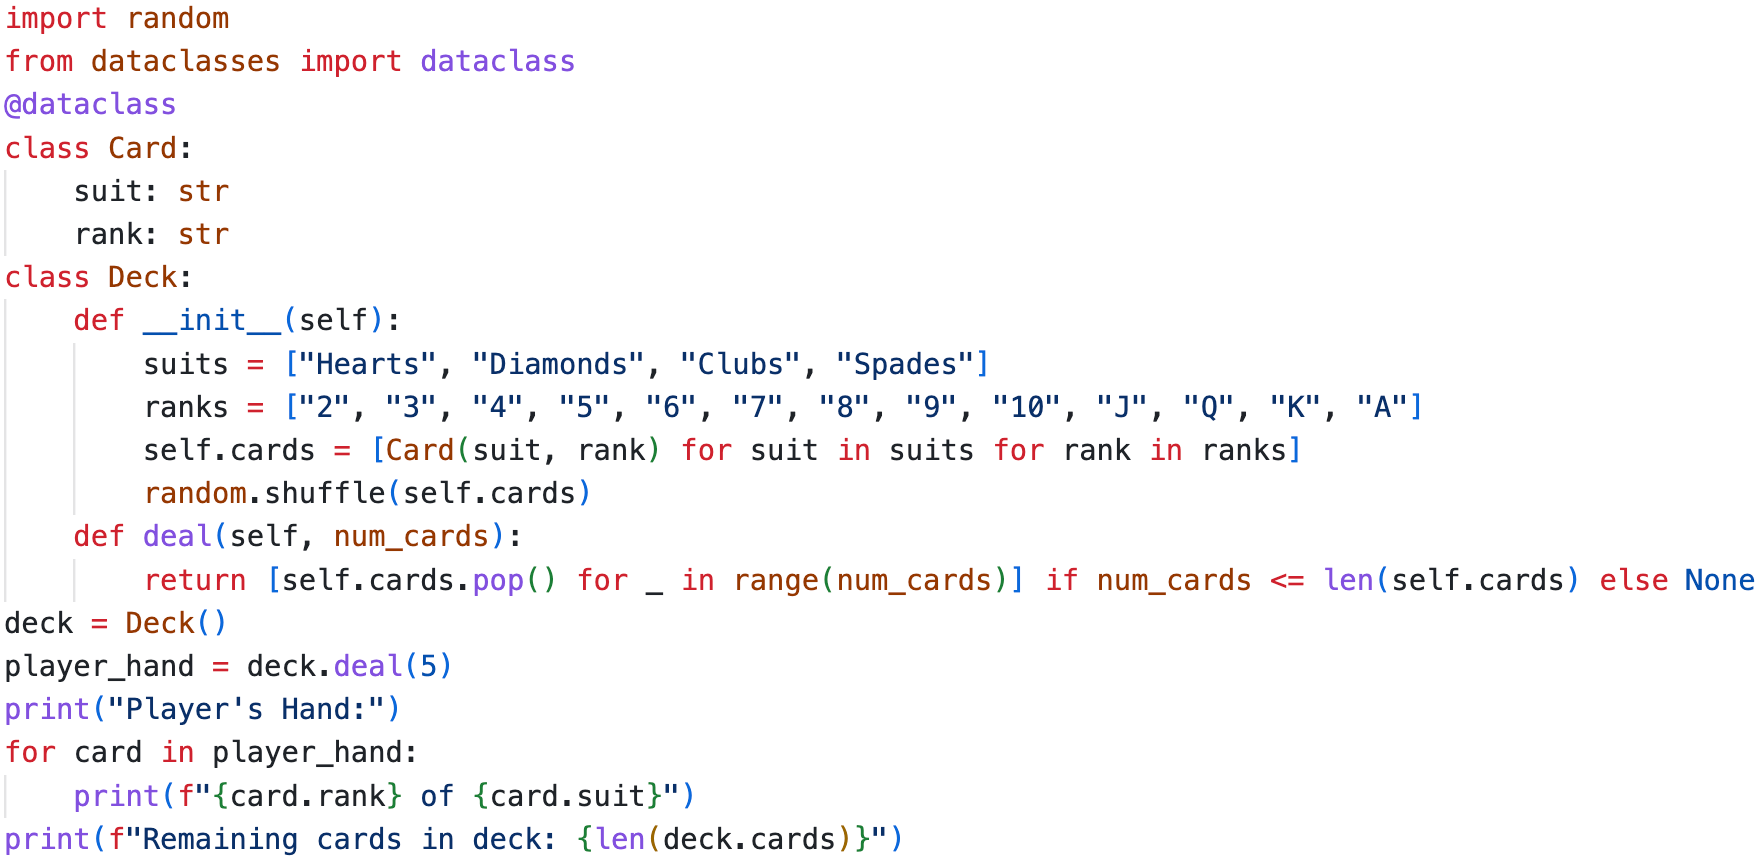 import random
from dataclasses import dataclass
@dataclass
class Card:
    suit: str
    rank: str
class Deck:
    def __init__(self):
        suits = ["Hearts", "Diamonds", "Clubs", "Spades"]
        ranks = ["2", "3", "4", "5", "6", "7", "8", "9", "10", "J", "Q", "K", "A"]
        self.cards = [Card(suit, rank) for suit in suits for rank in ranks]
        random.shuffle(self.cards)
    def deal(self, num_cards):
        return [self.cards.pop() for _ in range(num_cards)] if num_cards <= len(self.cards) else None
deck = Deck()
player_hand = deck.deal(5)
print("Player's Hand:")
for card in player_hand:
    print(f"{card.rank} of {card.suit}")
print(f"Remaining cards in deck: {len(deck.cards)}")